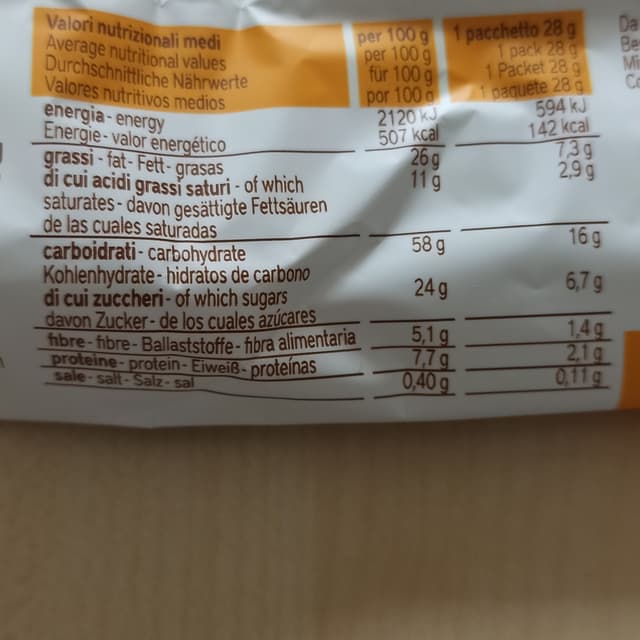 Valori nutrizionali medi per 100 g 1 pacchetto 28 g
Average nutritional values per 100 g 1 pack 28 g
Durchschnittliche Nährwerte für 100 g 1 Packet 28 g
Valores nutritivos medios por 100 g 1 paquete 28 g
energia - energy 2120 kJ 594 kJ
Energie - valor energético 507 kcal 142 kcal
grassi - fat - Fett - grasas 26 g 7,3 g
di cui acidi grassi saturi - of which 11 g 2,9 g
saturates - davon gesättigte Fettsäuren
de las cuales saturadas
carboidrati - carbohydrate 58 g 16 g
Kohlenhydrate - hidratos de carbono
di cui zuccheri - of which sugars 24 g 6,7 g
davon Zucker - de los cuales azúcares
fibre - fibre - Ballaststoffe - fibra alimentaria 5,1 g 1,4 g
proteine - protein - Eiweiß - proteínas 7,7 g 2,1 g
sale - salt - Salz - sal 0,40 g 0,11 g